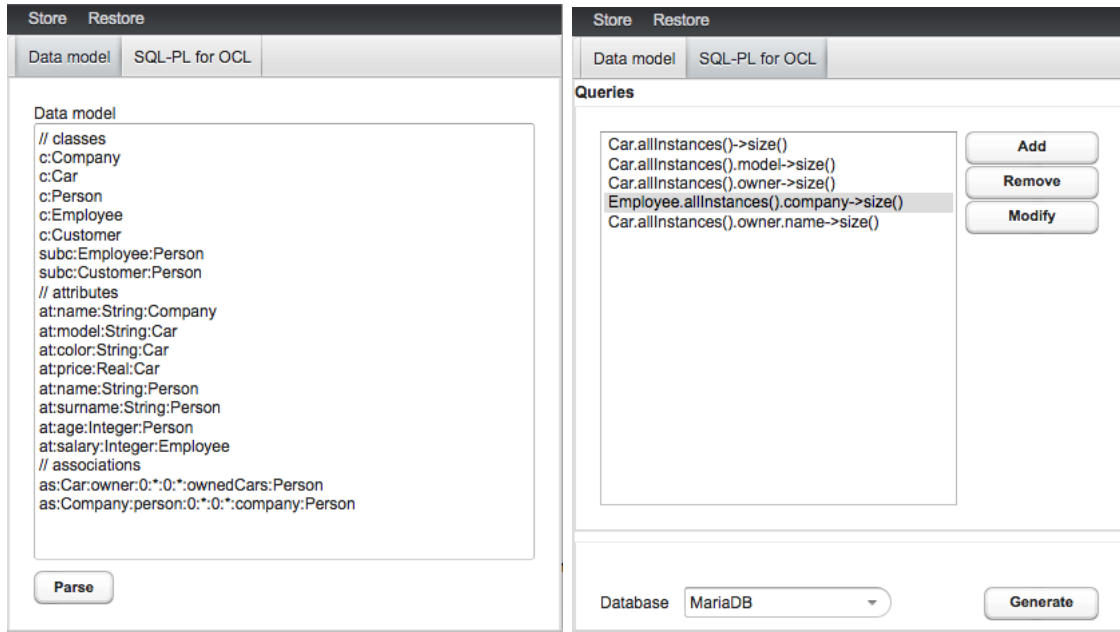 Store Restore
Data model SQL-PL for OCL
Data model
// classes
c:Company
c:Car
c:Person
c:Employee
c:Customer
subc:Employee:Person
subc:Customer:Person
// attributes
at:name:String:Company
at:model:String:Car
at:color:String:Car
at:price:Real:Car
at:name:String:Person
at:surname:String:Person
at:age:Integer:Person
at:salary:Integer:Employee
// associations
as:Car:owner:0:*:0:*:ownedCars:Person
as:Company:person:0:*:0:*:company:Person
Parse
Store Restore
Data model SQL-PL for OCL
Queries
Car.allInstances()->size()
Car.allInstances().model->size()
Car.allInstances().owner->size()
Employee.allInstances().company->size()
Car.allInstances().owner.name->size()
Add
Remove
Modify
Database MariaDB Generate